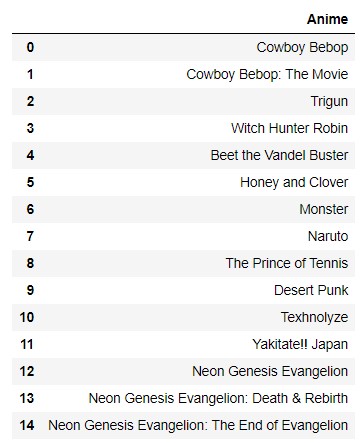 Anime
0 Cowboy Bebop
1 Cowboy Bebop: The Movie
2 Trigun
3 Witch Hunter Robin
4 Beet the Vandel Buster
5 Honey and Clover
6 Monster
7 Naruto
8 The Prince of Tennis
9 Desert Punk
10 Texhnolyze
11 Yakitate!! Japan
12 Neon Genesis Evangelion
13 Neon Genesis Evangelion: Death & Rebirth
14 Neon Genesis Evangelion: The End of Evangelion